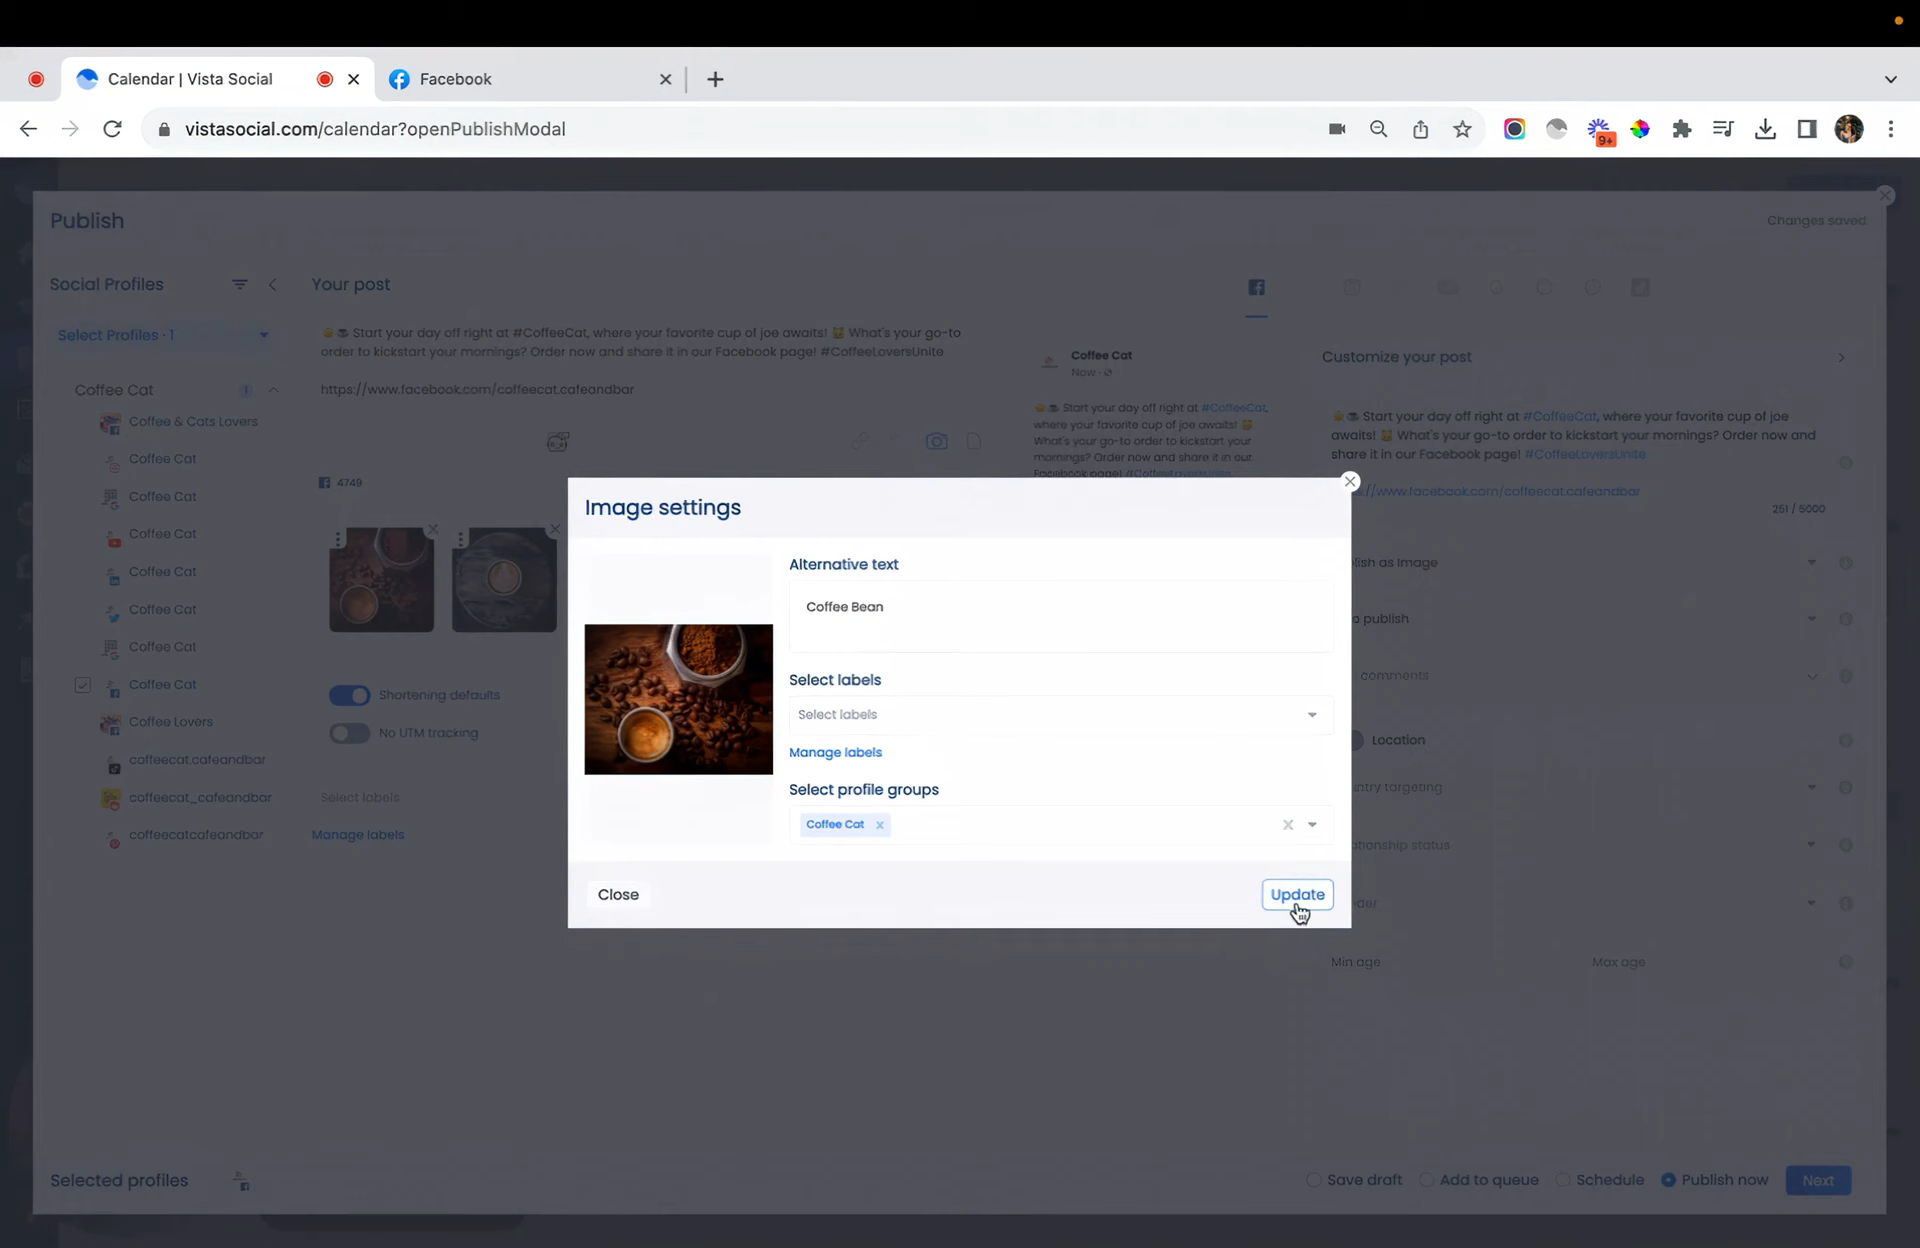 Calendar | Vista Social
Facebook
vistasocial.com/calendar?openPublishModal
9+
Publish
Changes saved
Social Profiles
Select Profiles · 1
Coffee Cat
1
Coffee & Cats Lovers
Coffee Cat
Coffee Cat
Coffee Cat
Coffee Cat
Coffee Cat
Coffee Cat
Coffee Cat
Coffee Lovers
coffeecat.cafeandbar
coffeecat_cafeandbar
coffeecatcafeandbar
Your post
Start your day off right at #CoffeeCat, where your favorite cup of joe awaits! What's your go-to
order to kickstart your mornings? Order now and share it in our Facebook page! #CoffeeLoversUnite
https://www.facebook.com/coffeecat.cafeandbar
4749
Shortening defaults
No UTM tracking
Select labels
Manage labels
Coffee Cat
Now ·
Start your day off right at #CoffeeCat,
where your favorite cup of joe awaits!
What's your go-to order to kickstart your
mornings? Order now and share it in our
Facebook page! #CoffeeLoversUnite
Customize your post
Start your day off right at #CoffeeCat, where your favorite cup of joe
awaits! What's your go-to order to kickstart your mornings? Order now and
share it in our Facebook page! #CoffeeLoversUnite
//www.facebook.com/coffeecat.cafeandbar
251 / 5000
lish as Image
o publish
comments
Location
ntry targeting
ationship status
der
Min age
Max age
Image settings
Alternative text
Coffee Bean
Select labels
Select labels
Manage labels
Select profile groups
Coffee Cat
Close
Update
Selected profiles
Save draft
Add to queue
Schedule
Publish now
Next